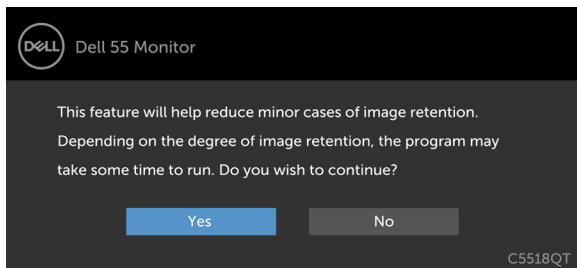 DELL Dell 55 Monitor
This feature will help reduce minor cases of image retention.
Depending on the degree of image retention, the program may
take some time to run. Do you wish to continue?
Yes No
C5518QT